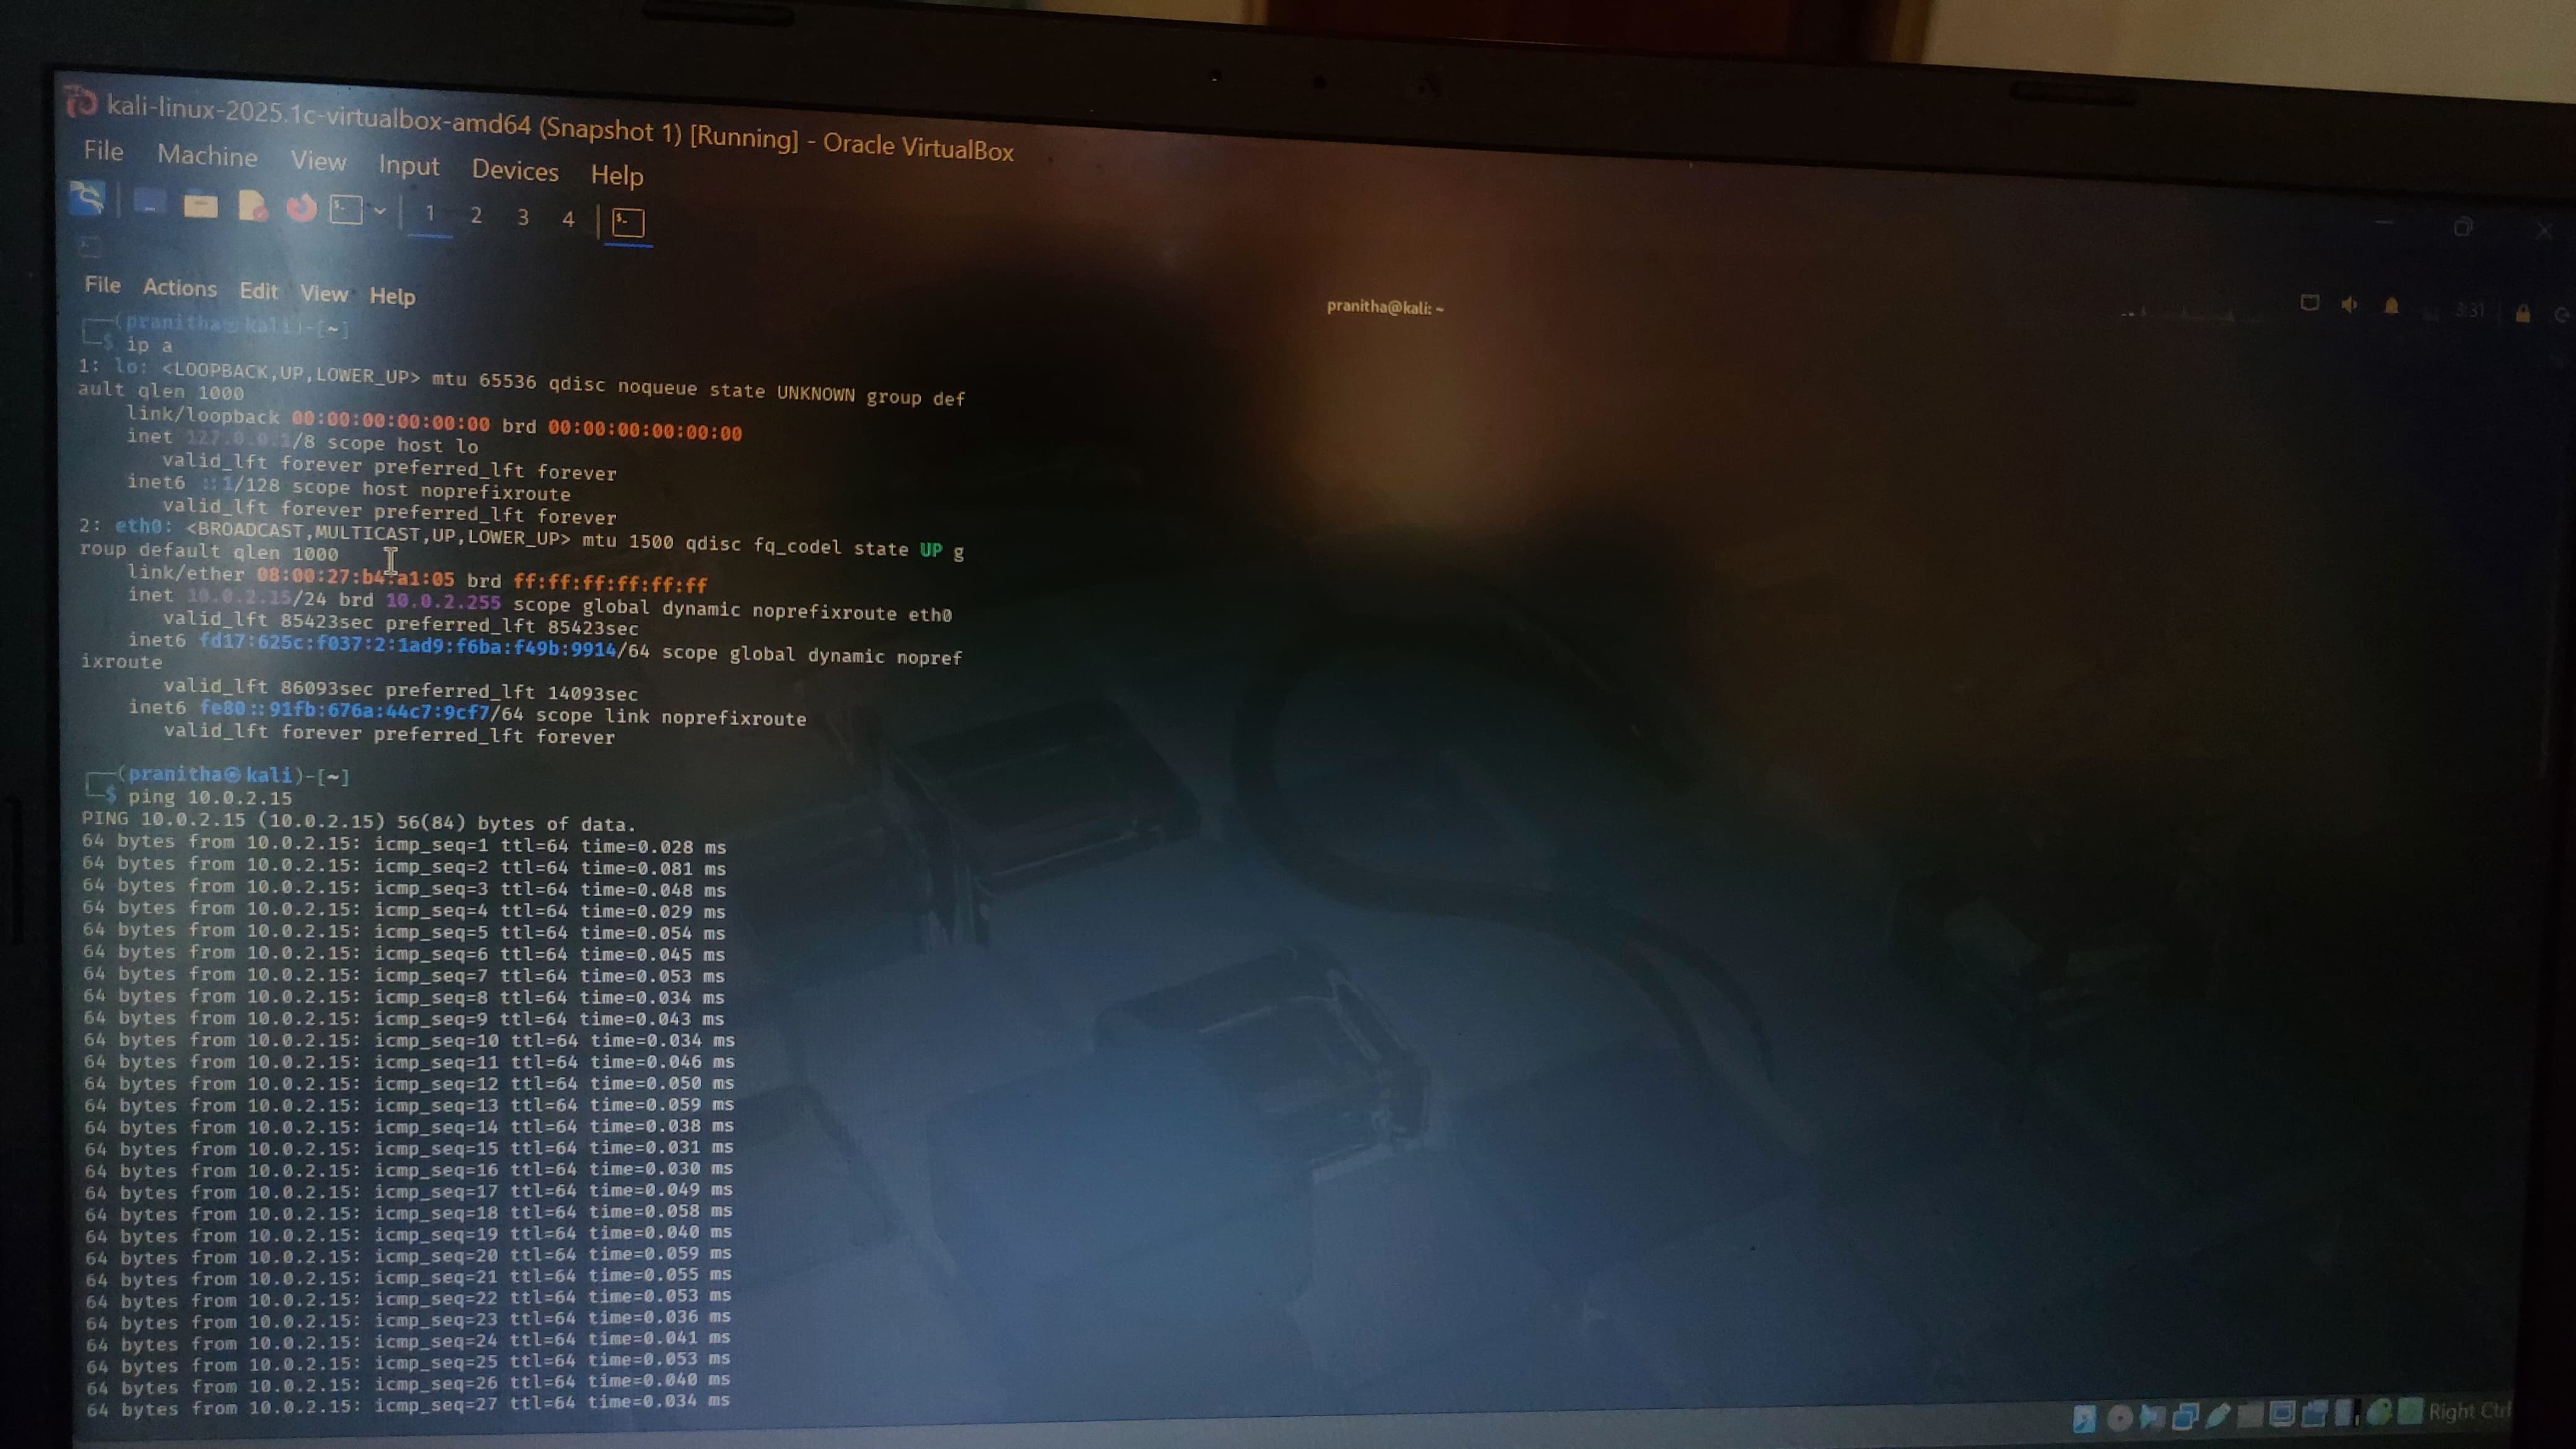 kali-linux-2025.1c-virtualbox-amd64 (Snapshot 1) [Running] - Oracle VirtualBox
File Machine View Input Devices Help
1 2 3 4
pranitha@kali: ~
3:31
File Actions Edit View Help
┌──(pranitha㉿kali)-[~]
└─$ ip a
1: lo: <LOOPBACK,UP,LOWER_UP> mtu 65536 qdisc noqueue state UNKNOWN group def
ault qlen 1000
link/loopback 00:00:00:00:00:00 brd 00:00:00:00:00:00
inet 127.0.0.1/8 scope host lo
valid_lft forever preferred_lft forever
inet6 ::1/128 scope host noprefixroute
valid_lft forever preferred_lft forever
2: eth0: <BROADCAST,MULTICAST,UP,LOWER_UP> mtu 1500 qdisc fq_codel state UP g
roup default qlen 1000
link/ether 08:00:27:b4:a1:05 brd ff:ff:ff:ff:ff:ff
inet 10.0.2.15/24 brd 10.0.2.255 scope global dynamic noprefixroute eth0
valid_lft 85423sec preferred_lft 85423sec
inet6 fd17:625c:f037:2:1ad9:f6ba:f49b:9914/64 scope global dynamic nopref
ixroute
valid_lft 86093sec preferred_lft 14093sec
inet6 fe80::91fb:676a:44c7:9cf7/64 scope link noprefixroute
valid_lft forever preferred_lft forever
┌──(pranitha㉿kali)-[~]
└─$ ping 10.0.2.15
PING 10.0.2.15 (10.0.2.15) 56(84) bytes of data.
64 bytes from 10.0.2.15: icmp_seq=1 ttl=64 time=0.028 ms
64 bytes from 10.0.2.15: icmp_seq=2 ttl=64 time=0.081 ms
64 bytes from 10.0.2.15: icmp_seq=3 ttl=64 time=0.048 ms
64 bytes from 10.0.2.15: icmp_seq=4 ttl=64 time=0.029 ms
64 bytes from 10.0.2.15: icmp_seq=5 ttl=64 time=0.054 ms
64 bytes from 10.0.2.15: icmp_seq=6 ttl=64 time=0.045 ms
64 bytes from 10.0.2.15: icmp_seq=7 ttl=64 time=0.053 ms
64 bytes from 10.0.2.15: icmp_seq=8 ttl=64 time=0.034 ms
64 bytes from 10.0.2.15: icmp_seq=9 ttl=64 time=0.043 ms
64 bytes from 10.0.2.15: icmp_seq=10 ttl=64 time=0.034 ms
64 bytes from 10.0.2.15: icmp_seq=11 ttl=64 time=0.046 ms
64 bytes from 10.0.2.15: icmp_seq=12 ttl=64 time=0.050 ms
64 bytes from 10.0.2.15: icmp_seq=13 ttl=64 time=0.059 ms
64 bytes from 10.0.2.15: icmp_seq=14 ttl=64 time=0.038 ms
64 bytes from 10.0.2.15: icmp_seq=15 ttl=64 time=0.031 ms
64 bytes from 10.0.2.15: icmp_seq=16 ttl=64 time=0.030 ms
64 bytes from 10.0.2.15: icmp_seq=17 ttl=64 time=0.049 ms
64 bytes from 10.0.2.15: icmp_seq=18 ttl=64 time=0.058 ms
64 bytes from 10.0.2.15: icmp_seq=19 ttl=64 time=0.040 ms
64 bytes from 10.0.2.15: icmp_seq=20 ttl=64 time=0.059 ms
64 bytes from 10.0.2.15: icmp_seq=21 ttl=64 time=0.055 ms
64 bytes from 10.0.2.15: icmp_seq=22 ttl=64 time=0.053 ms
64 bytes from 10.0.2.15: icmp_seq=23 ttl=64 time=0.036 ms
64 bytes from 10.0.2.15: icmp_seq=24 ttl=64 time=0.041 ms
64 bytes from 10.0.2.15: icmp_seq=25 ttl=64 time=0.053 ms
64 bytes from 10.0.2.15: icmp_seq=26 ttl=64 time=0.040 ms
64 bytes from 10.0.2.15: icmp_seq=27 ttl=64 time=0.034 ms
Right Ctrl